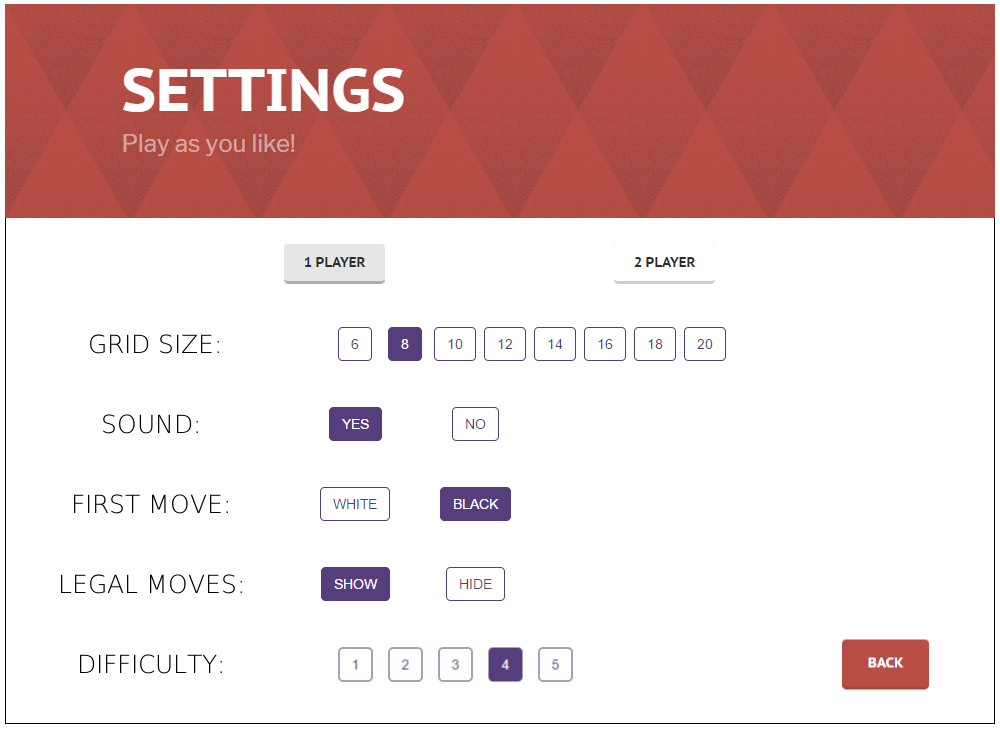 SETTINGS
Play as you like!
1 PLAYER 2 PLAYER
GRID SIZE: 6 8 10 12 14 16 18 20
SOUND: YES NO
FIRST MOVE: WHITE BLACK
LEGAL MOVES: SHOW HIDE
DIFFICULTY: 1 2 3 4 5 BACK